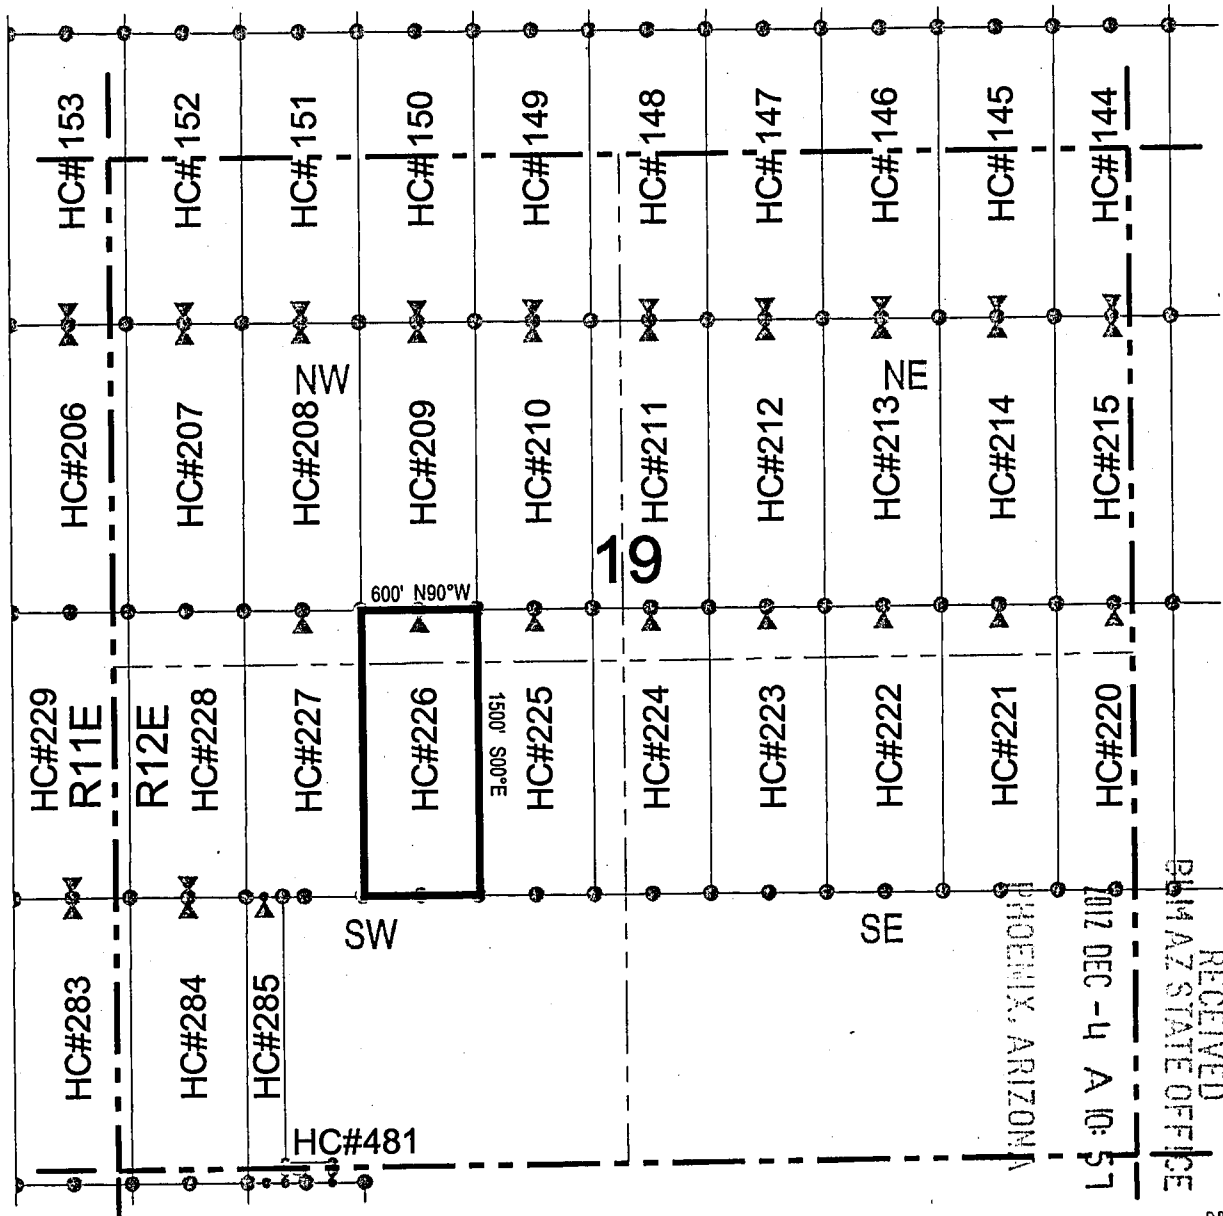 HC# 153
HC# 152
HC# 151
HC# 150
HC# 149
HC# 148
HC# 147
HC# 146
HC# 145
HC# 144
NW
NE
HC#206
HC#207
HC#208
HC#209
HC#210
HC#211
HC#212
HC#213
HC#214
HC#215
19
600' N90°W
HC#229
R11E
R12E
HC#228
HC#227
HC#226
1500' S00°E
HC#225
HC#224
HC#223
HC#222
HC#221
HC#220
SW
SE
HC#283
HC#284
HC#285
HC#481
RECEIVED
BLM AZ STATE OFFICE
2012 DEC -4 A 10:57
PHOENIX, ARIZONA